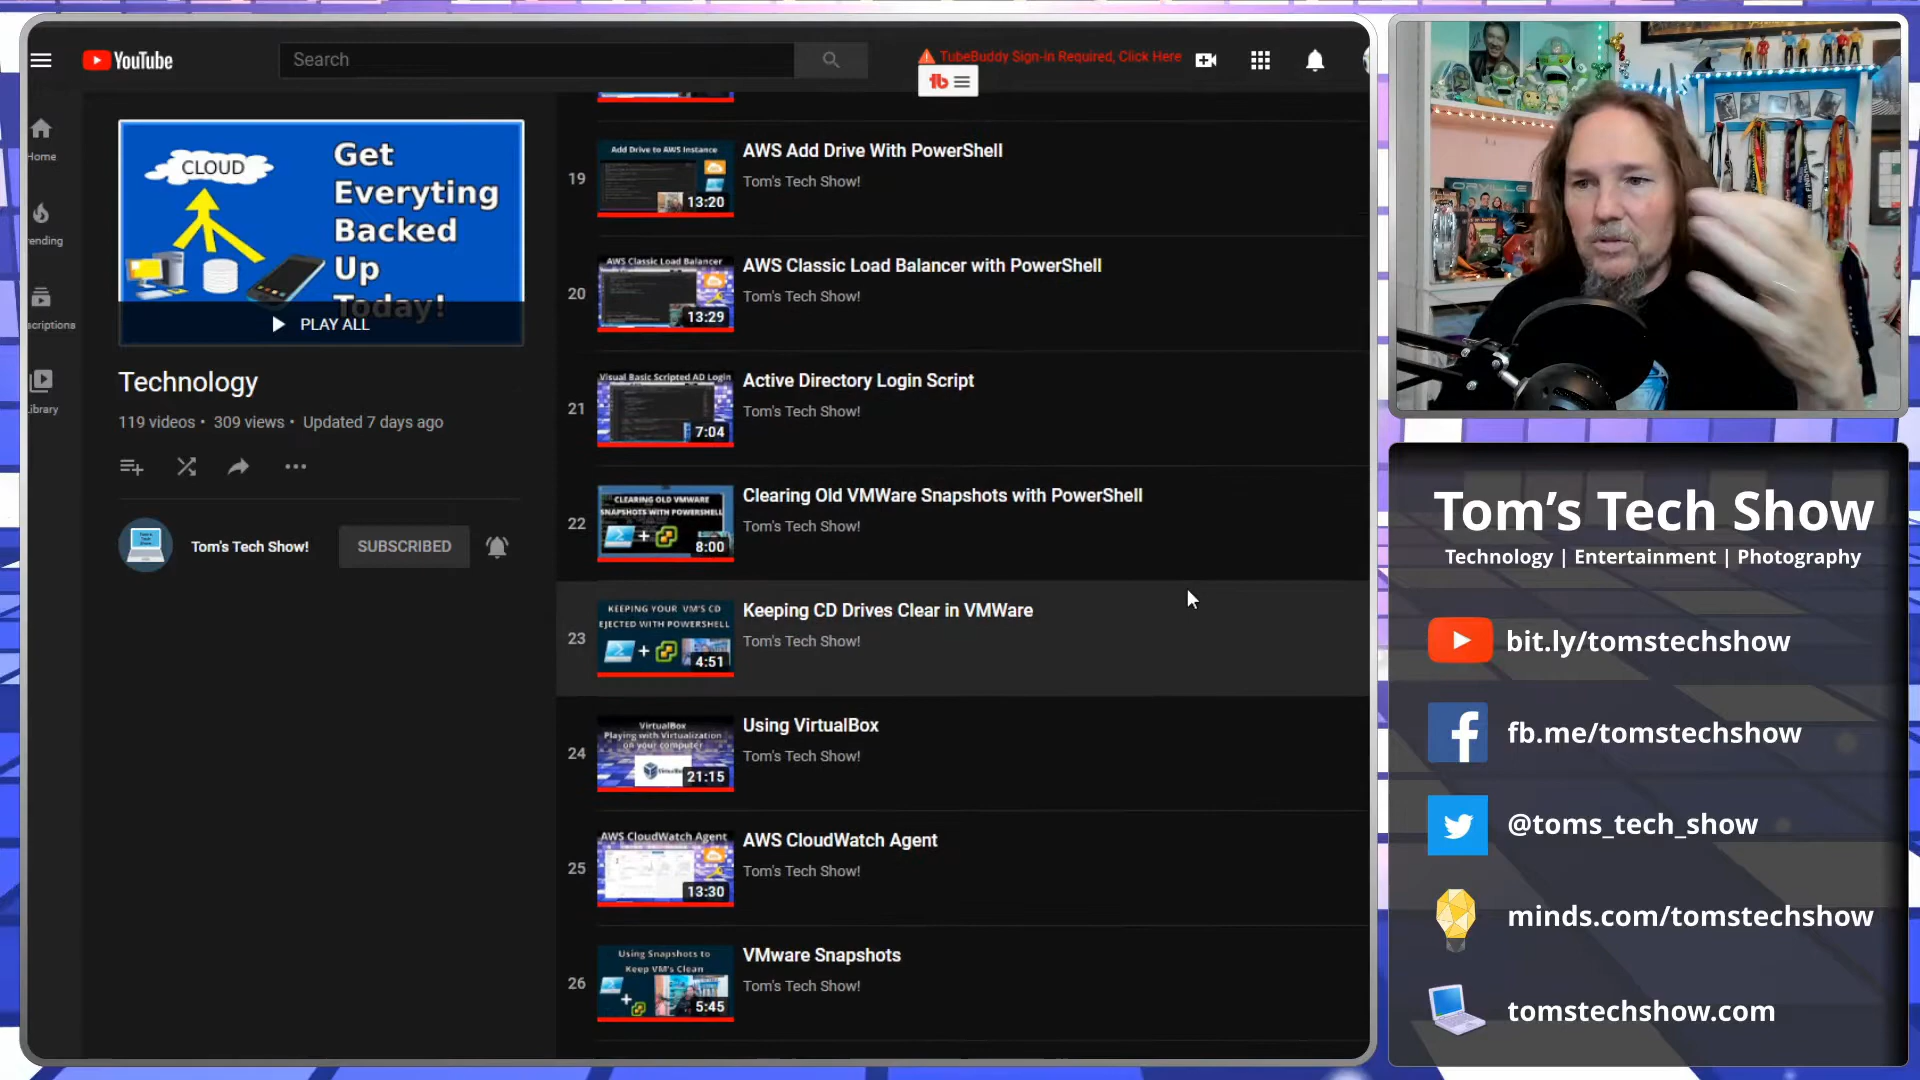 YouTube
Search
TubeBuddy Sign-in Required, Click Here
tb
Home
ending
criptions
ibrary
CLOUD
Get
Everyting
Backed
Up
Today!
PLAY ALL
Technology
119 videos • 309 views • Updated 7 days ago
Tom's Tech Show!
SUBSCRIBED
19
Add Drive to AWS Instance
13:20
AWS Add Drive With PowerShell
Tom's Tech Show!
20
AWS Classic Load Balancer
13:29
AWS Classic Load Balancer with PowerShell
Tom's Tech Show!
21
Visual Basic Scripted AD Login
7:04
Active Directory Login Script
Tom's Tech Show!
22
CLEARING OLD VMWARE
SNAPSHOTS WITH POWERSHELL
8:00
Clearing Old VMWare Snapshots with PowerShell
Tom's Tech Show!
23
KEEPING YOUR VM'S CD
EJECTED WITH POWERSHELL
4:51
Keeping CD Drives Clear in VMWare
Tom's Tech Show!
24
VirtualBox
Playing with Virtualization
on your computer
21:15
Using VirtualBox
Tom's Tech Show!
25
AWS CloudWatch Agent
13:30
AWS CloudWatch Agent
Tom's Tech Show!
26
Using Snapshots to
Keep VM's Clean
5:45
VMware Snapshots
Tom's Tech Show!
ORVILLE
Tom's Tech Show
Technology | Entertainment | Photography
bit.ly/tomstechshow
fb.me/tomstechshow
@toms_tech_show
minds.com/tomstechshow
tomstechshow.com